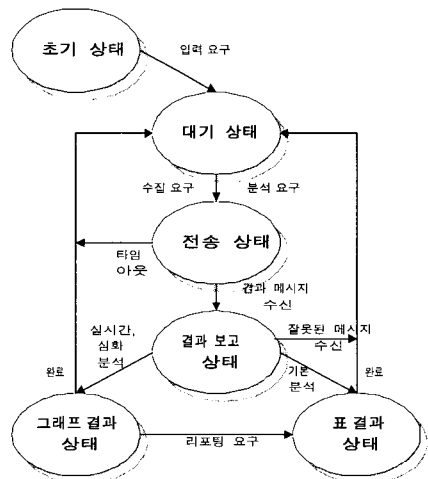 초기 상태
입력 요구
대기 상태
수집 요구
분석 요구
전송 상태
타임
아웃
결과 메시지
수신
실시간,
심화
분석
결과 보고
상태
잘못된 메시지
수신
기본
분석
완료
완료
그래프 결과
상태
리포팅 요구
표 결과
상태